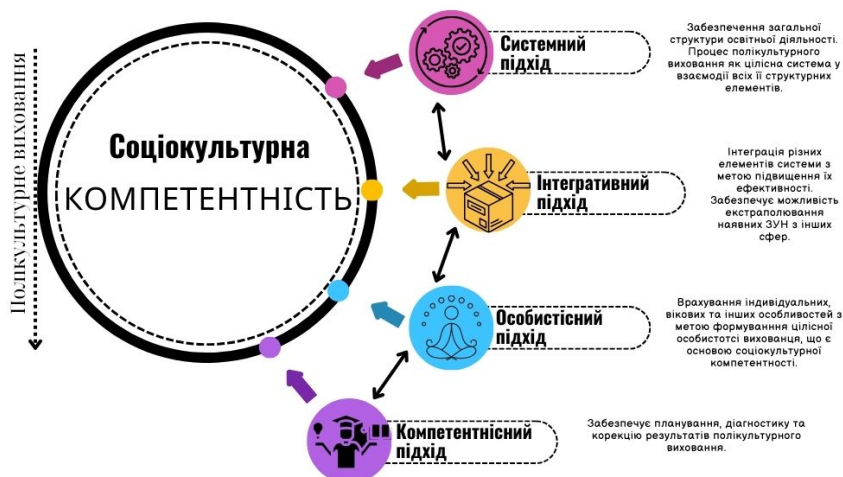 Полікультурне виховання
Соціокультурна
КОМПЕТЕНТНІСТЬ
Системний
підхід
Забезпечення загальної
структури освітньої діяльності.
Процес полікультурного
виховання як цілісна система у
взаємодії всіх її структурних
елементів.
Інтегративний
підхід
Інтеграція різних
елементів системи з
метою підвищення їх
ефективності.
Забезпечує можливість
екстраполювання
наявних ЗУН з інших
сфер.
Особистісний
підхід
Врахування індивідуальних,
вікових та інших особливостей з
метою формуванння цілісної
особистотсі вихованця, що є
основою соціокультурної
компетентності.
Компетентнісний
підхід
Забезпечує планування, діагностику та
корекцію результатів полікультурного
виховання.